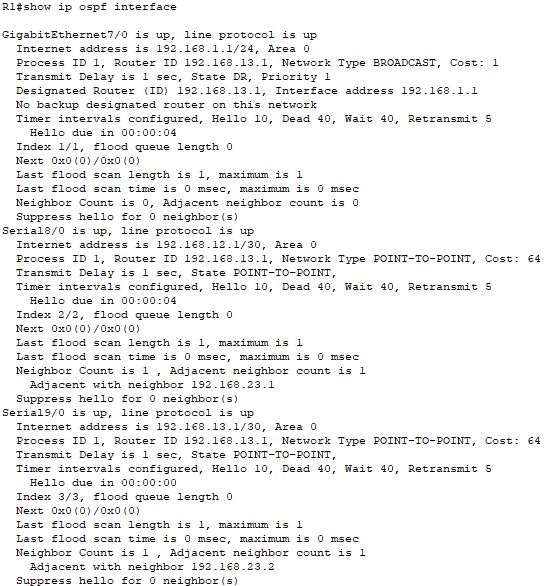 R1#show ip ospf interface
GigabitEthernet7/0 is up, line protocol is up
Internet address is 192.168.1.1/24, Area 0
Process ID 1, Router ID 192.168.13.1, Network Type BROADCAST, Cost: 1
Transmit Delay is 1 sec, State DR, Priority 1
Designated Router (ID) 192.168.13.1, Interface address 192.168.1.1
No backup designated router on this network
Timer intervals configured, Hello 10, Dead 40, Wait 40, Retransmit 5
Hello due in 00:00:04
Index 1/1, flood queue length 0
Next 0x0(0)/0x0(0)
Last flood scan length is 1, maximum is 1
Last flood scan time is 0 msec, maximum is 0 msec
Neighbor Count is 0, Adjacent neighbor count is 0
Suppress hello for 0 neighbor(s)
Serial8/0 is up, line protocol is up
Internet address is 192.168.12.1/30, Area 0
Process ID 1, Router ID 192.168.13.1, Network Type POINT-TO-POINT, Cost: 64
Transmit Delay is 1 sec, State POINT-TO-POINT,
Timer intervals configured, Hello 10, Dead 40, Wait 40, Retransmit 5
Hello due in 00:00:04
Index 2/2, flood queue length 0
Next 0x0(0)/0x0(0)
Last flood scan length is 1, maximum is 1
Last flood scan time is 0 msec, maximum is 0 msec
Neighbor Count is 1 , Adjacent neighbor count is 1
Adjacent with neighbor 192.168.23.1
Suppress hello for 0 neighbor(s)
Serial9/0 is up, line protocol is up
Internet address is 192.168.13.1/30, Area 0
Process ID 1, Router ID 192.168.13.1, Network Type POINT-TO-POINT, Cost: 64
Transmit Delay is 1 sec, State POINT-TO-POINT,
Timer intervals configured, Hello 10, Dead 40, Wait 40, Retransmit 5
Hello due in 00:00:00
Index 3/3, flood queue length 0
Next 0x0(0)/0x0(0)
Last flood scan length is 1, maximum is 1
Last flood scan time is 0 msec, maximum is 0 msec
Neighbor Count is 1 , Adjacent neighbor count is 1
Adjacent with neighbor 192.168.23.2
Suppress hello for 0 neighbor(s)